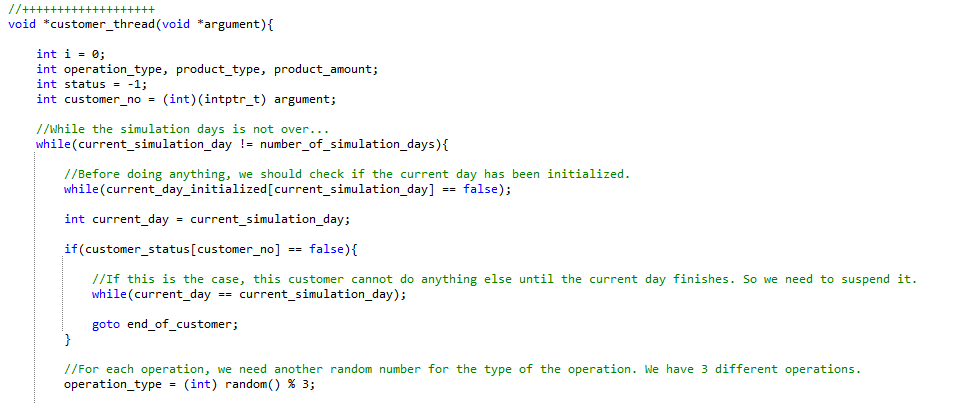 //+++++++++++++++++++
void *customer_thread(void *argument){
int i = 0;
int operation_type, product_type, product_amount;
int status = -1;
int customer_no = (int)(intptr_t) argument;
//While the simulation days is not over...
while(current_simulation_day != number_of_simulation_days){
//Before doing anything, we should check if the current day has been initialized.
while(current_day_initialized[current_simulation_day] == false);
int current_day = current_simulation_day;
if(customer_status[customer_no] == false){
//If this is the case, this customer cannot do anything else until the current day finishes. So we need to suspend it.
while(current_day == current_simulation_day);
goto end_of_customer;
}
//For each operation, we need another random number for the type of the operation. We have 3 different operations.
operation_type = (int) random() % 3;